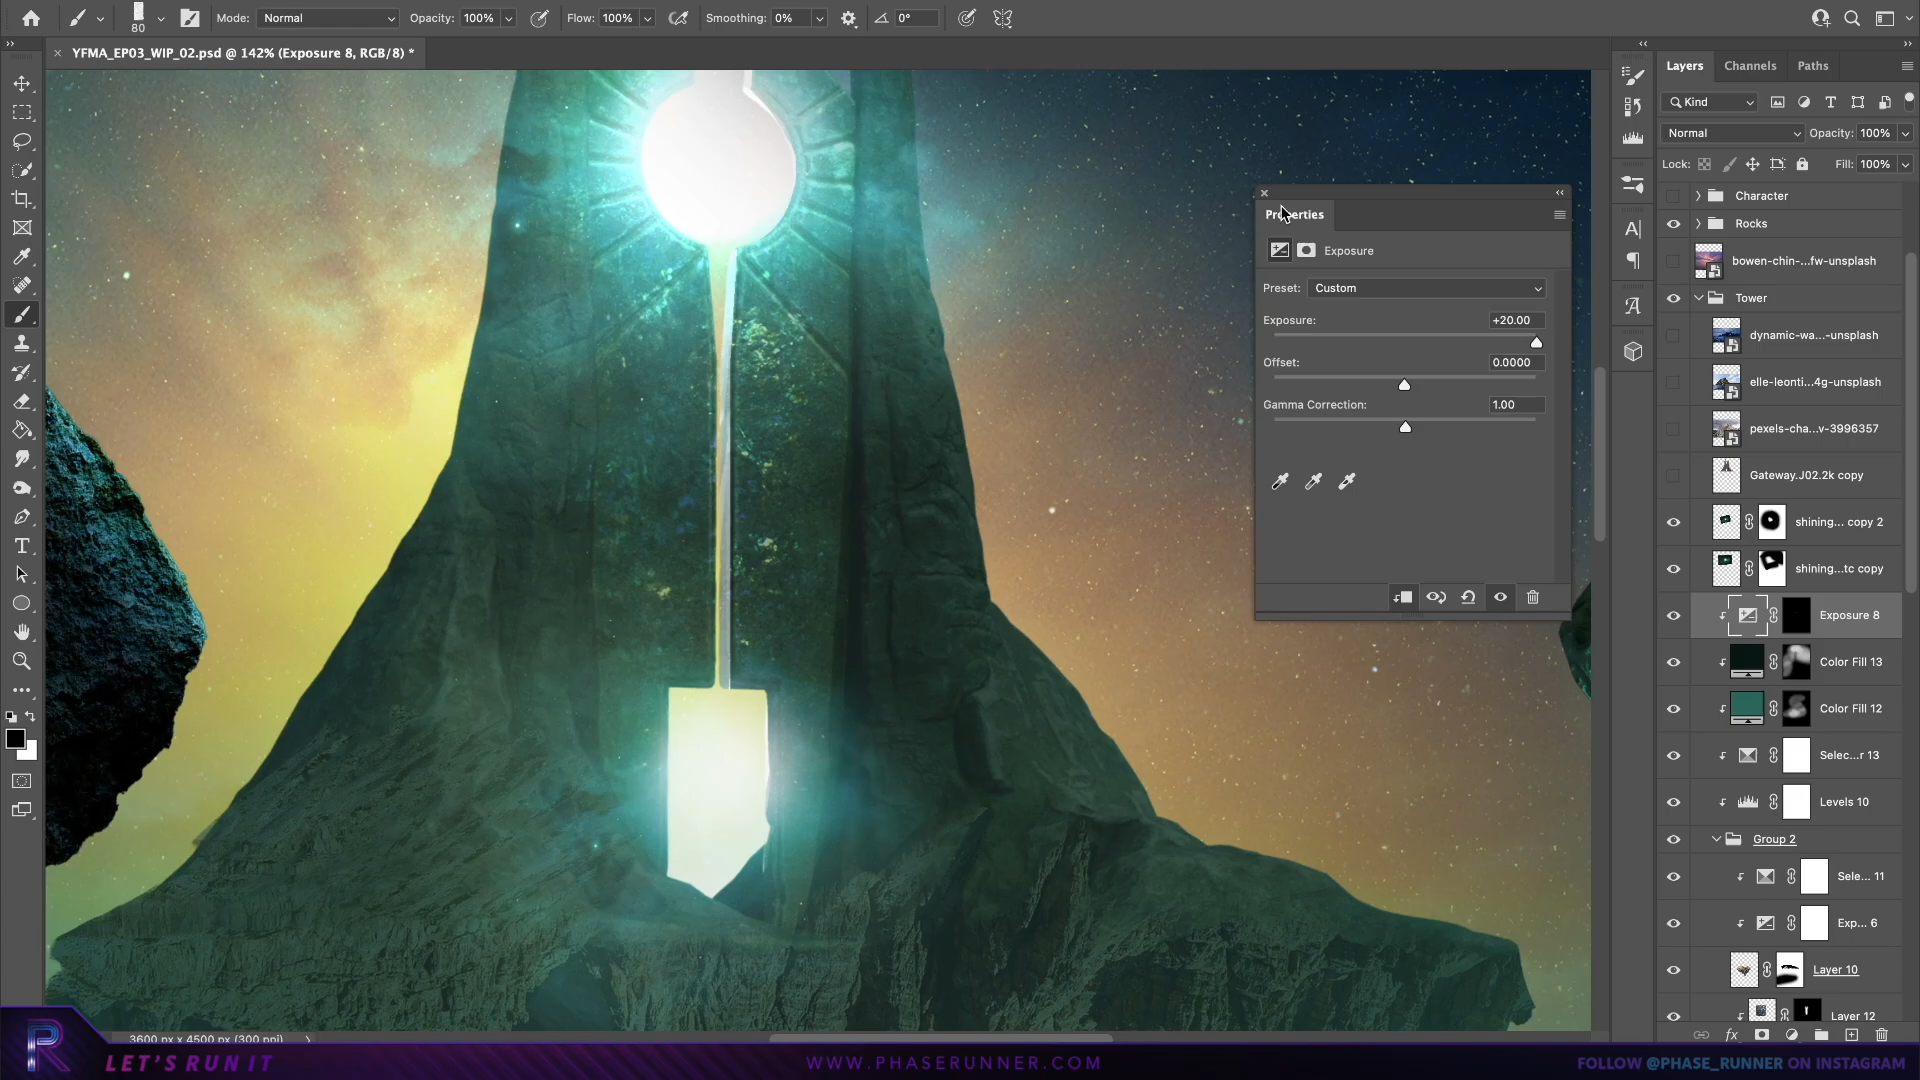 80
Mode: Normal
Opacity: 100%
Flow: 100%
Smoothing: 0%
0°
YFMA_EP03_WIP_02.psd @ 142% (Exposure 8, RGB/8) *
Layers
Channels
Paths
Kind
Normal
Opacity: 100%
Lock:
Fill: 100%
Character
Rocks
bowen-chin-...fw-unsplash
Tower
dynamic-wa...-unsplash
elle-leonti...4g-unsplash
pexels-cha...v-3996357
Gateway.J02.2k copy
shining... copy 2
shining...tc copy
Exposure 8
Color Fill 13
Color Fill 12
Selec...r 13
Levels 10
Group 2
Sele... 11
Exp... 6
Layer 10
Layer 12
Properties
Exposure
Preset: Custom
Exposure: +20.00
Offset: 0.0000
Gamma Correction: 1.00
3600 px x 4500 px (300 ppi)
LET'S RUN IT
WWW.PHASERUNNER.COM
FOLLOW @PHASE_RUNNER ON INSTAGRAM